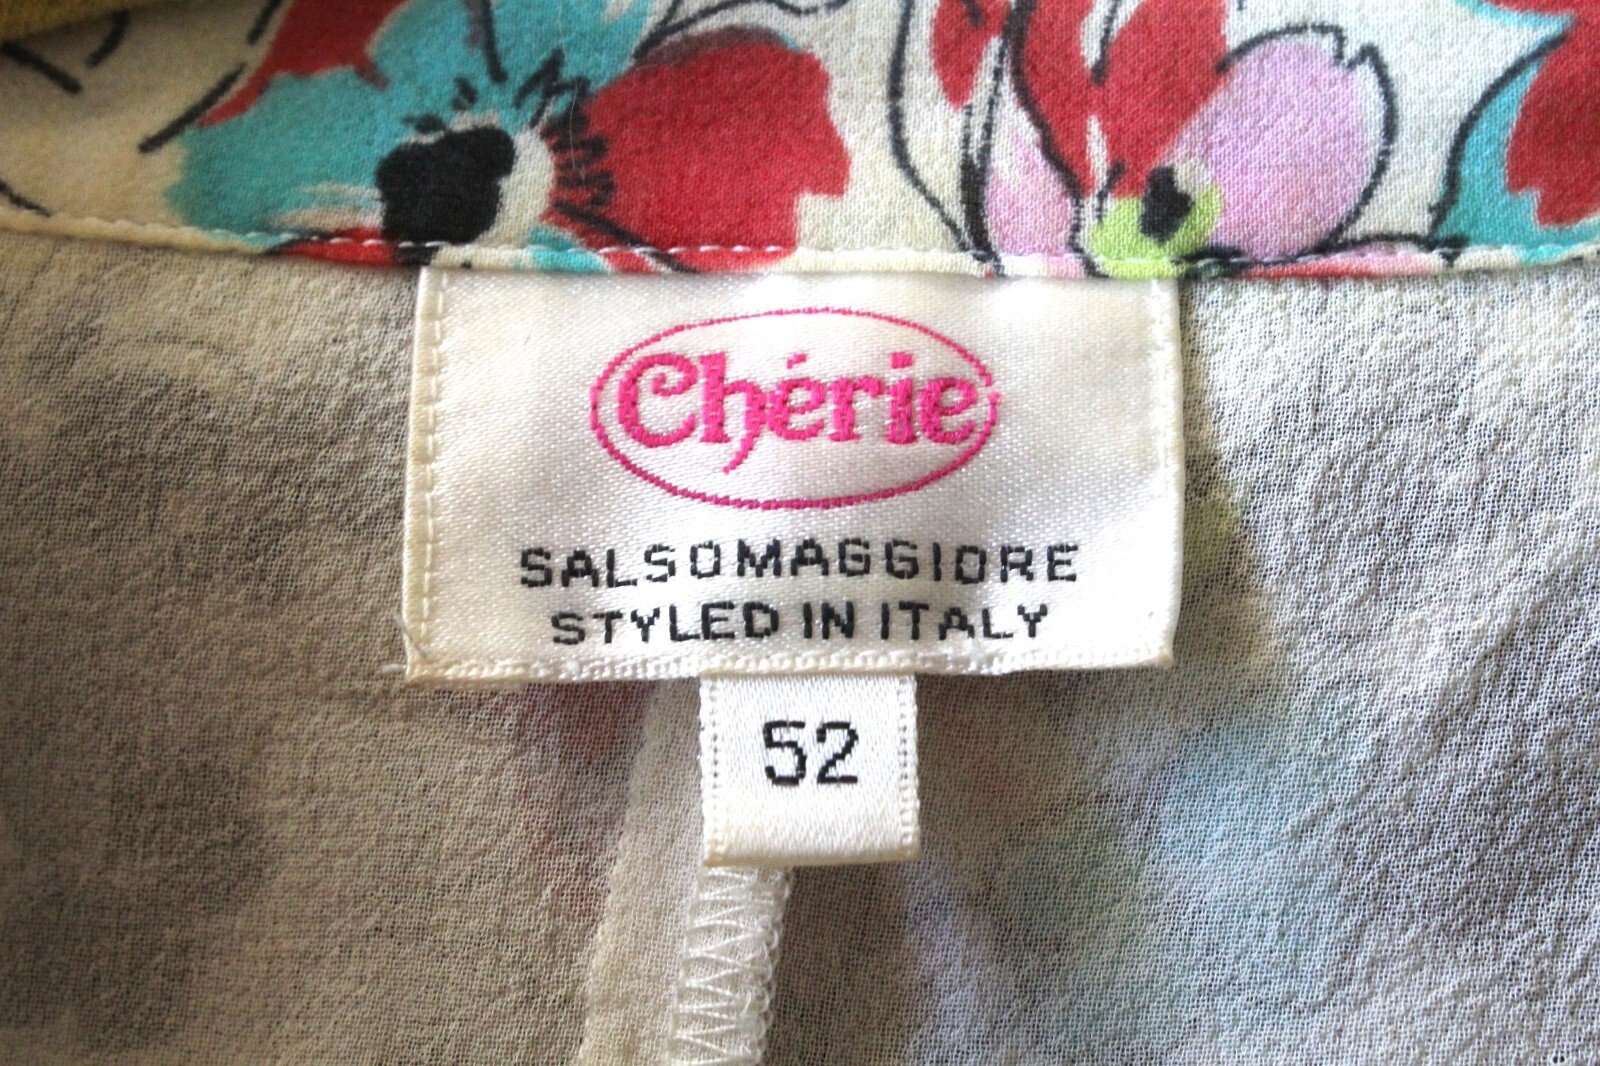 Chérie
SALSOMAGGIORE
STYLED IN ITALY
52